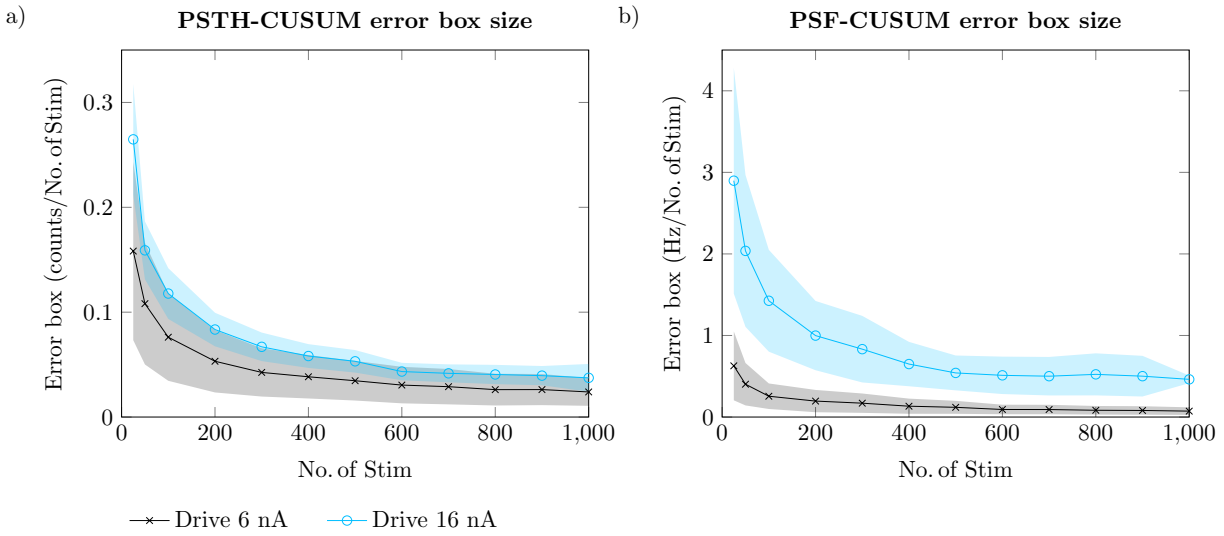 a)
PSTH-CUSUM error box size
Error box (counts/No. of Stim)
0.3
0.2
0.1
0
0 200 400 600 800 1,000
No. of Stim
b)
PSF-CUSUM error box size
Error box (Hz/No. of Stim)
4
3
2
1
0
0 200 400 600 800 1,000
No. of Stim
Drive 6 nA Drive 16 nA